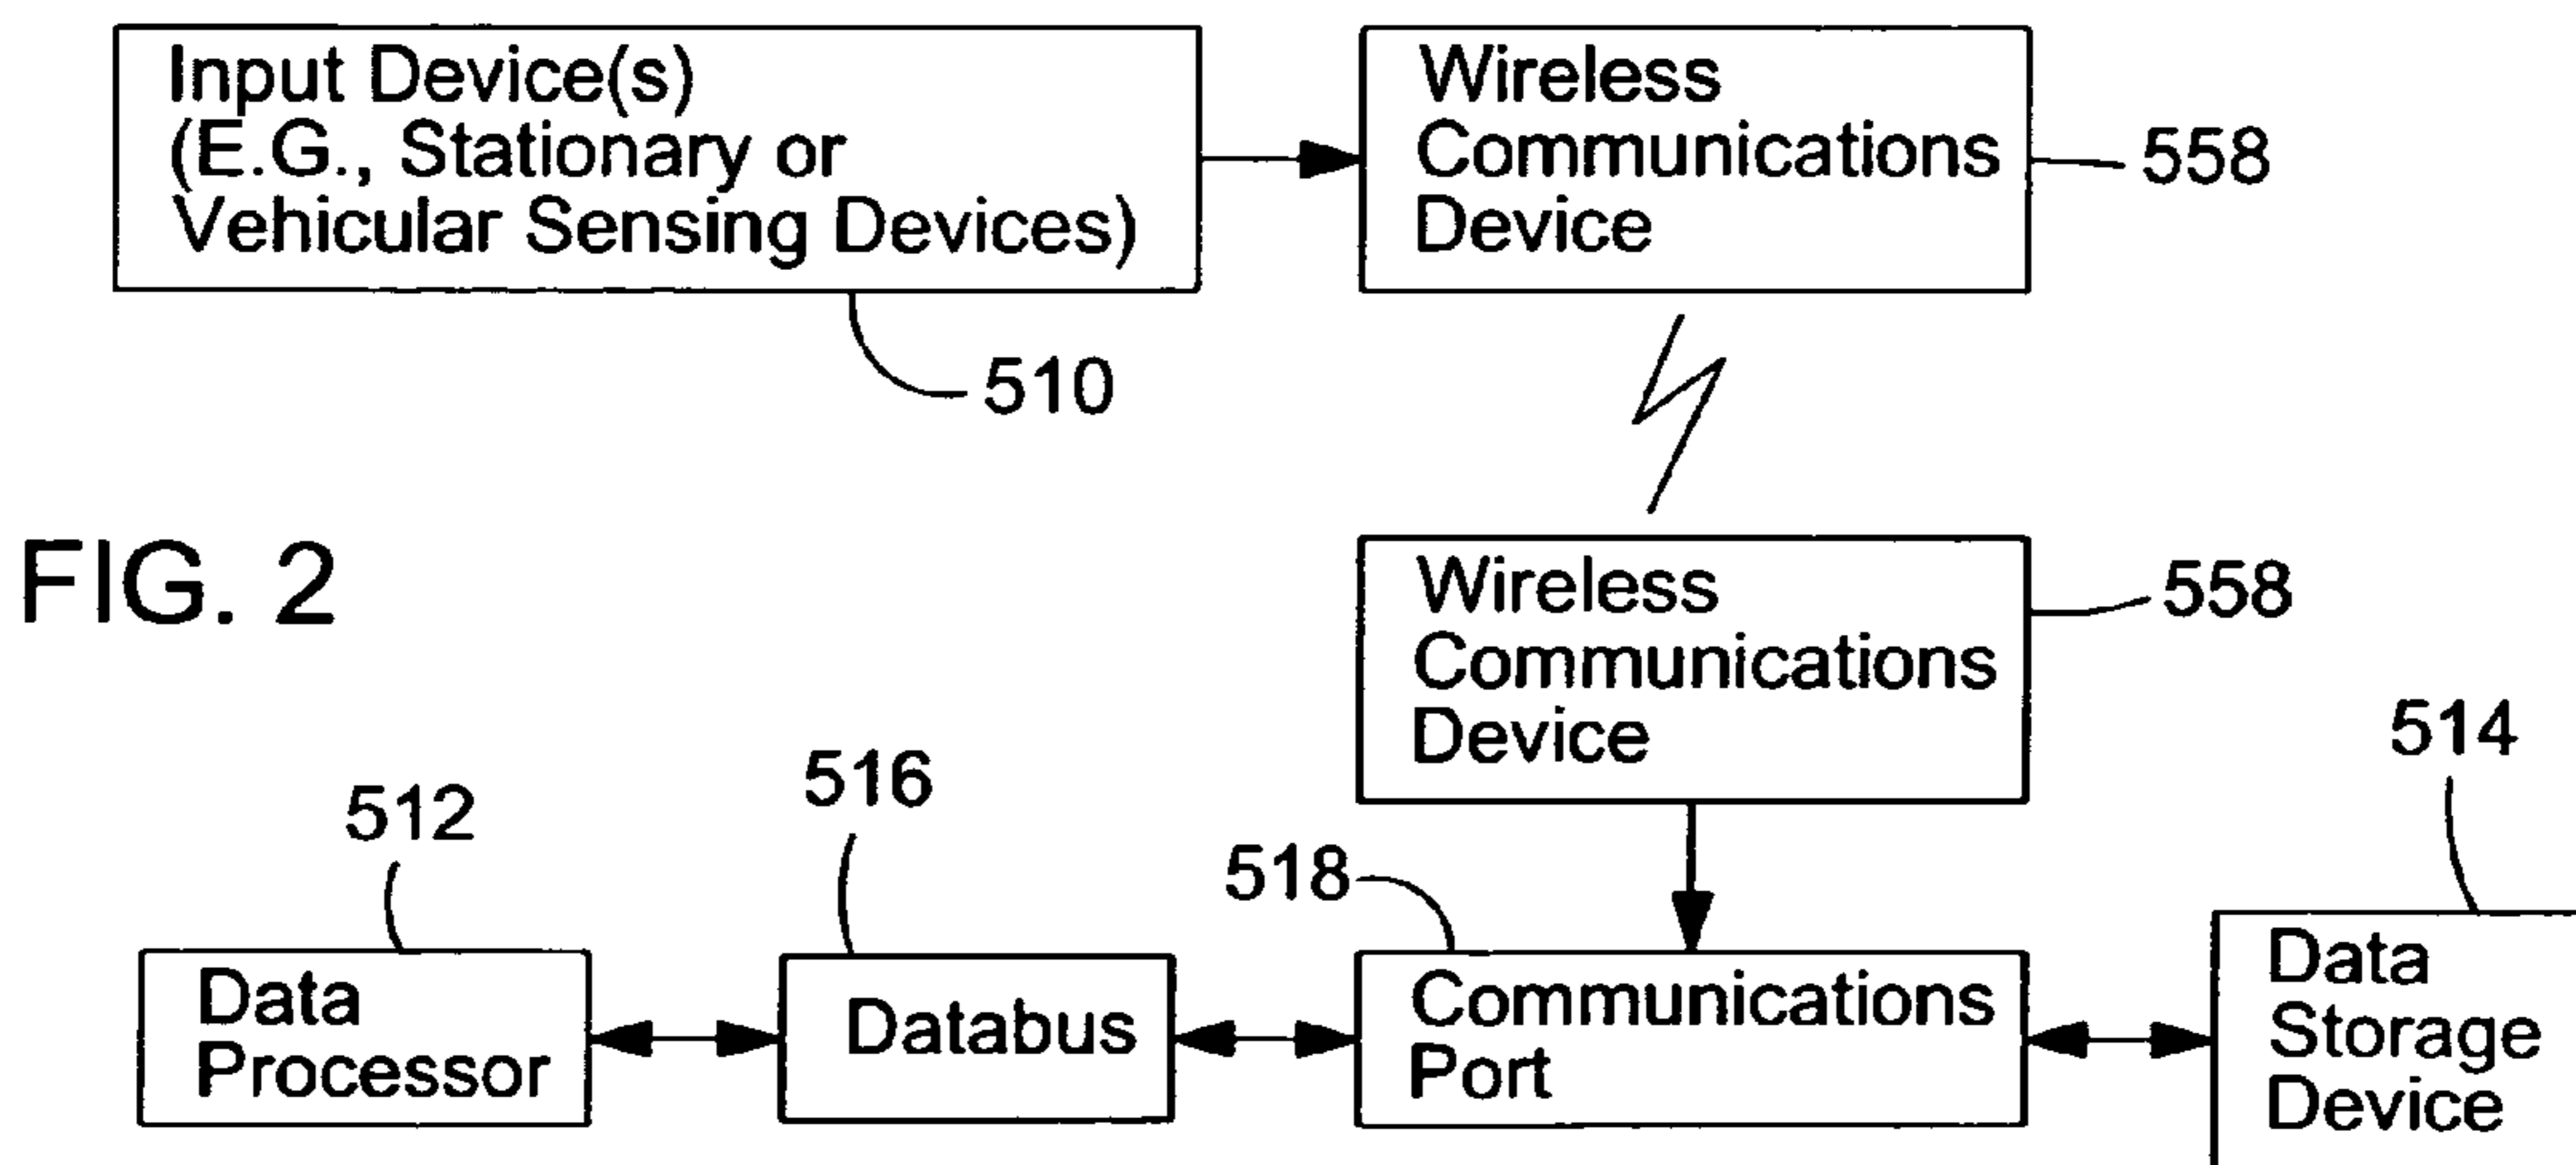 Input Device(s)
(E.G., Stationary or
Vehicular Sensing Devices)
510
Wireless
Communications
Device
558
FIG. 2
Wireless
Communications
Device
558
512
Data
Processor
516
Databus
518
Communications
Port
514
Data
Storage
Device